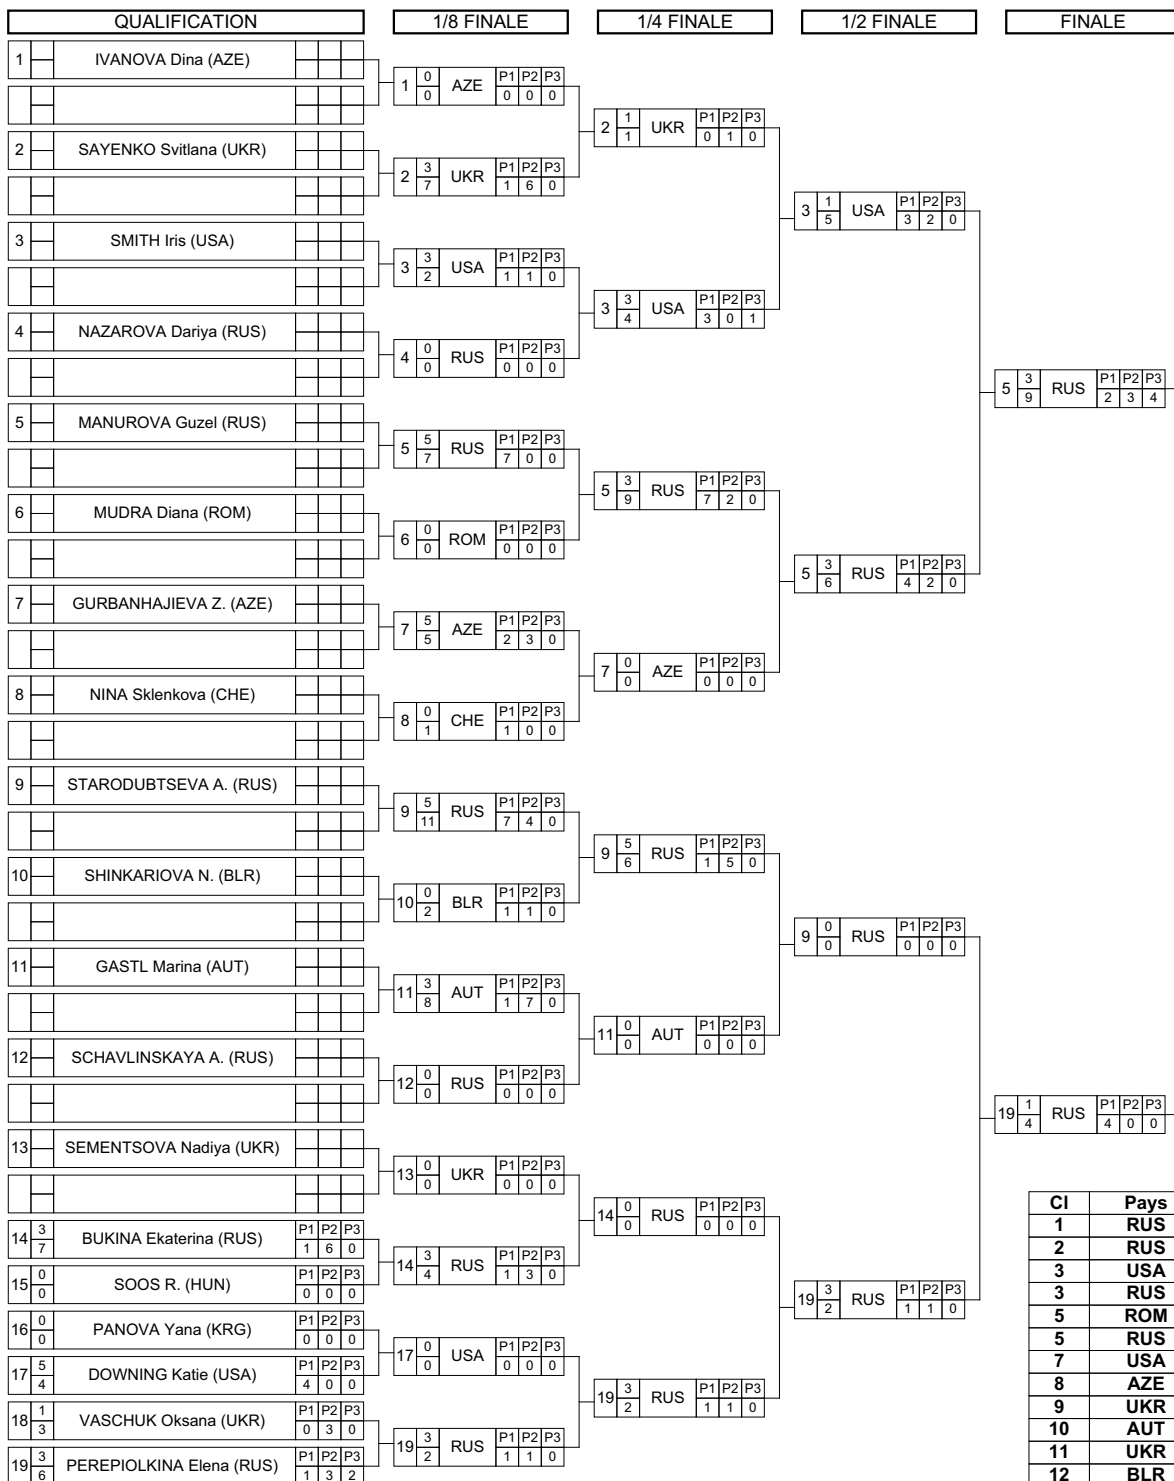 QUALIFICATION 1/8 FINALE 1/4 FINALE 1/2 FINALE FINALE
1 IVANOVA Dina (AZE)
1 0 0 AZE P1 P2 P3 0 0 0
2 1 1 UKR P1 P2 P3 0 1 0
2 SAYENKO Svitlana (UKR)
2 3 7 UKR P1 P2 P3 1 6 0
3 1 5 USA P1 P2 P3 3 2 0
3 SMITH Iris (USA)
3 3 2 USA P1 P2 P3 1 1 0
3 3 4 USA P1 P2 P3 3 0 1
4 NAZAROVA Dariya (RUS)
4 0 0 RUS P1 P2 P3 0 0 0
5 3 9 RUS P1 P2 P3 2 3 4
5 MANUROVA Guzel (RUS)
5 5 7 RUS P1 P2 P3 7 0 0
5 3 9 RUS P1 P2 P3 7 2 0
6 MUDRA Diana (ROM)
6 0 0 ROM P1 P2 P3 0 0 0
5 3 6 RUS P1 P2 P3 4 2 0
7 GURBANHAJIEVA Z. (AZE)
7 5 5 AZE P1 P2 P3 2 3 0
7 0 0 AZE P1 P2 P3 0 0 0
8 NINA Sklenkova (CHE)
8 0 1 CHE P1 P2 P3 1 0 0
9 STARODUBTSEVA A. (RUS)
9 5 11 RUS P1 P2 P3 7 4 0
9 5 6 RUS P1 P2 P3 1 5 0
10 SHINKARIOVA N. (BLR)
10 0 2 BLR P1 P2 P3 1 1 0
9 0 0 RUS P1 P2 P3 0 0 0
11 GASTL Marina (AUT)
11 3 8 AUT P1 P2 P3 1 7 0
11 0 0 AUT P1 P2 P3 0 0 0
12 SCHAVLINSKAYA A. (RUS)
12 0 0 RUS P1 P2 P3 0 0 0
19 1 4 RUS P1 P2 P3 4 0 0
13 SEMENTSOVA Nadiya (UKR)
13 0 0 UKR P1 P2 P3 0 0 0
14 0 0 RUS P1 P2 P3 0 0 0
14 3 7 BUKINA Ekaterina (RUS) P1 P2 P3 1 6 0
14 3 4 RUS P1 P2 P3 1 3 0
15 0 0 SOOS R. (HUN) P1 P2 P3 0 0 0
19 3 2 RUS P1 P2 P3 1 1 0
16 0 0 PANOVA Yana (KRG) P1 P2 P3 0 0 0
17 0 0 USA P1 P2 P3 0 0 0
17 5 4 DOWNING Katie (USA) P1 P2 P3 4 0 0
19 3 2 RUS P1 P2 P3 1 1 0
18 1 3 VASCHUK Oksana (UKR) P1 P2 P3 0 3 0
19 3 2 RUS P1 P2 P3 1 1 0
19 3 6 PEREPIOLKINA Elena (RUS) P1 P2 P3 1 3 2
Cl Pays
1 RUS
2 RUS
3 USA
3 RUS
5 ROM
5 RUS
7 USA
8 AZE
9 UKR
10 AUT
11 UKR
12 BLR